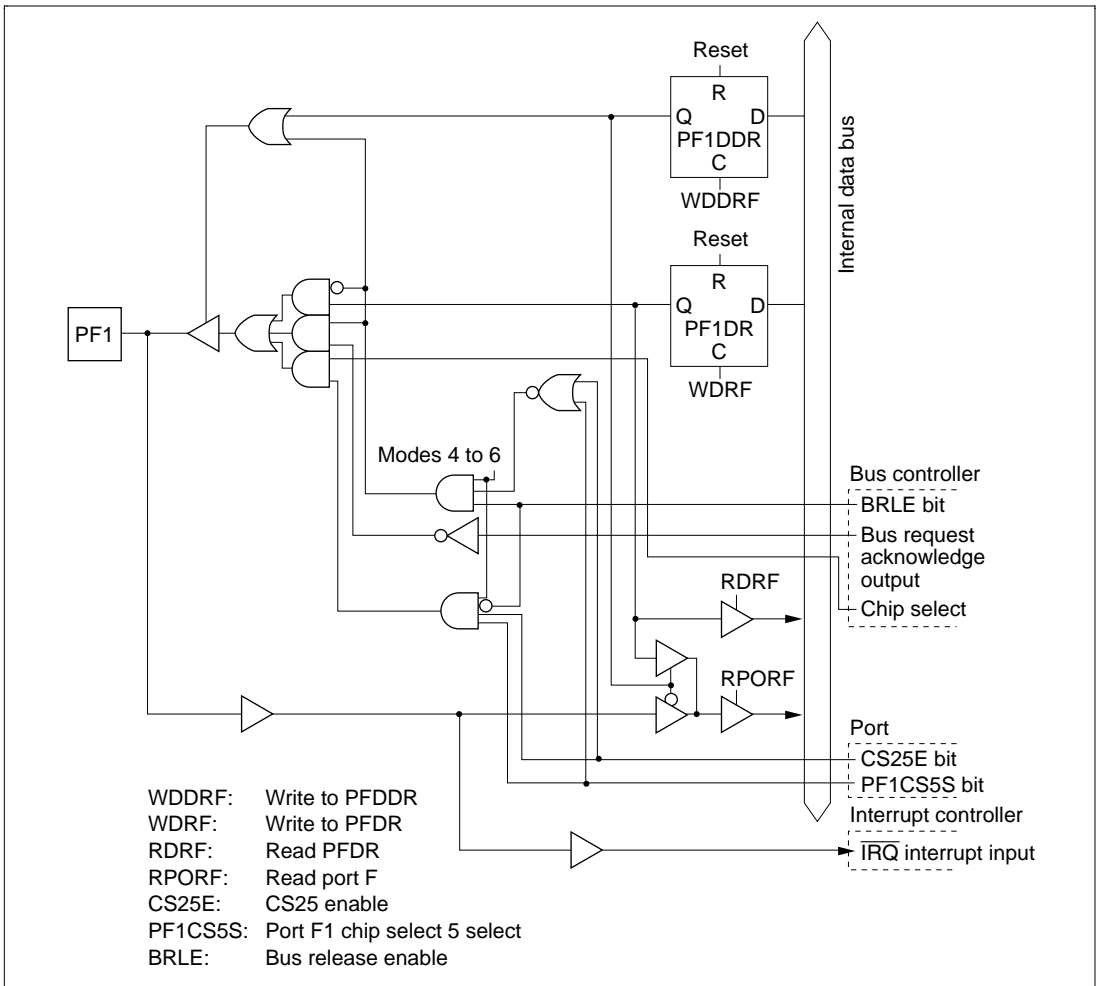 Reset
R
Q D
PF1DDR
C
WDDRF
Internal data bus
Reset
R
Q D
PF1DR
C
WDRF
PF1
Modes 4 to 6
Bus controller
BRLE bit
Bus request
acknowledge
output
Chip select
RDRF
RPORF
Port
CS25E bit
PF1CS5S bit
Interrupt controller
IRQ interrupt input
WDDRF: Write to PFDDR
WDRF: Write to PFDR
RDRF: Read PFDR
RPORF: Read port F
CS25E: CS25 enable
PF1CS5S: Port F1 chip select 5 select
BRLE: Bus release enable